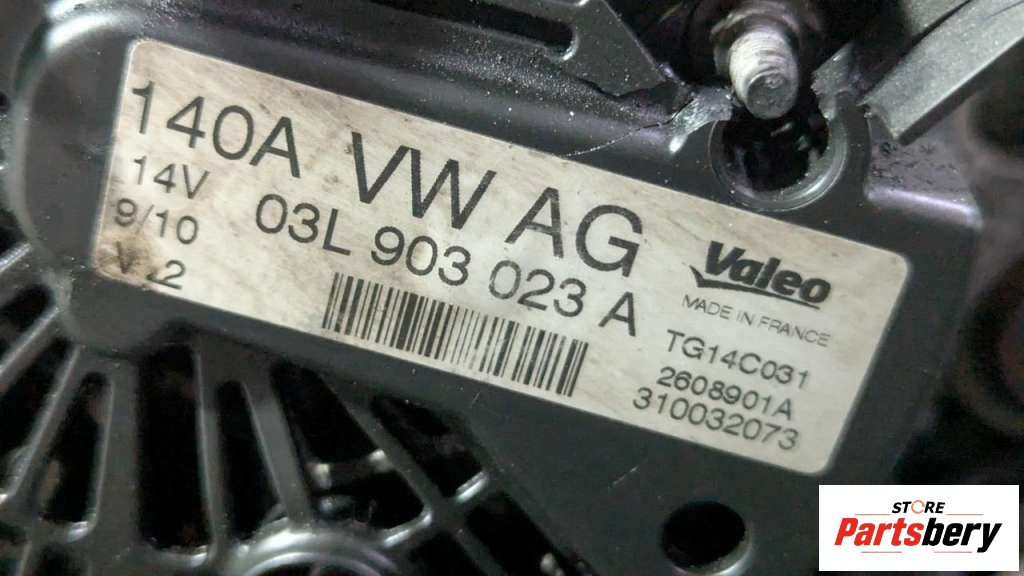 140A VW AG
14V 03L 903 023 A
9/10
V 2
Valeo
MADE IN FRANCE
TG14C031
2608901A
310032073
STORE
Partsbery